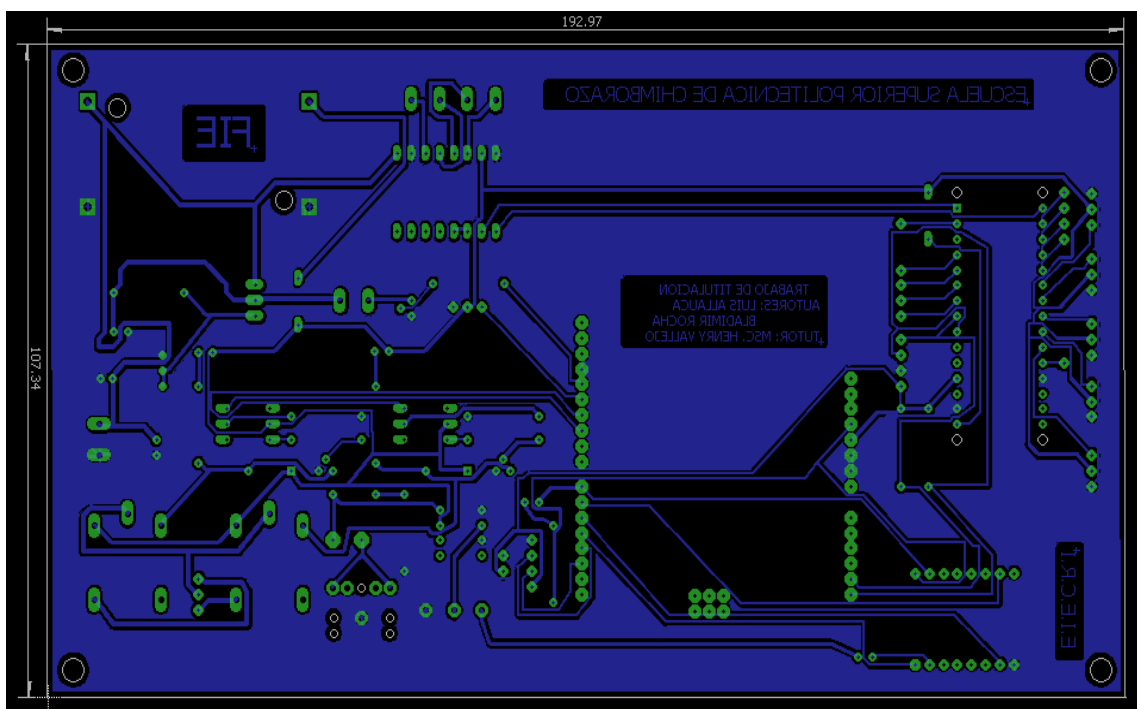 192.97
ESCUELA SUPERIOR POLITECNICA DE CHIMBORAZO
FIE
TRABAJO DE TITULACION
AUTORES: LUIS ALLAUCA
BLADIMIR ROCHA
TUTOR: MSC. HENRY VALLEJO
107.34
E.I.E.C.R.I